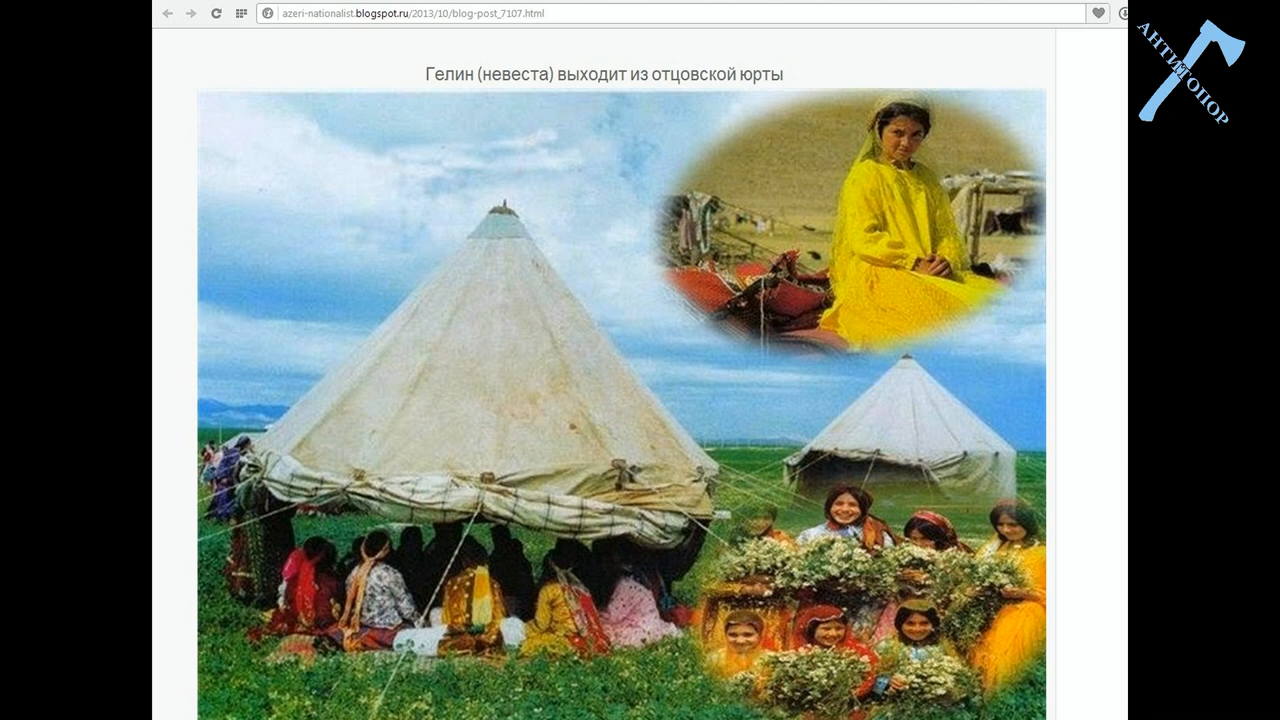 azeri-nationalist.blogspot.ru/2013/10/blog-post_7107.html
АНТИТОПОР
Гелин (невеста) выходит из отцовской юрты